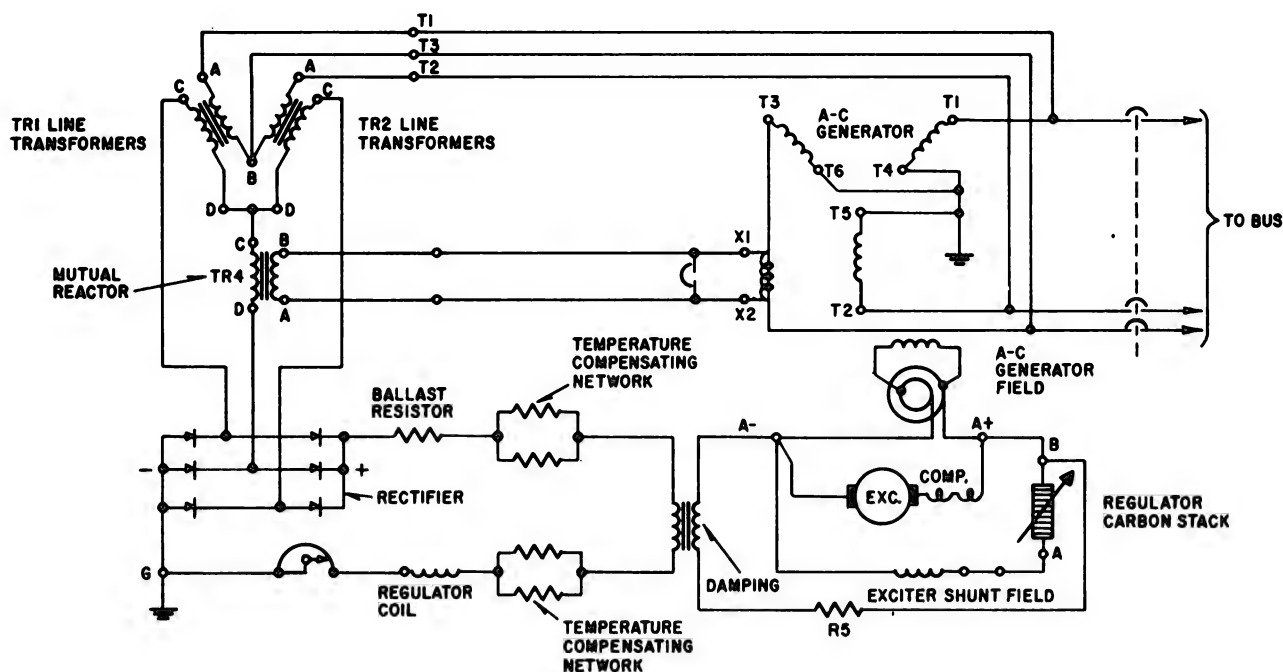 T1
T3
T2
A
A
C
C
TR1 LINE
TRANSFORMERS
TR2 LINE
TRANSFORMERS
B
D
D
T3
A-C
GENERATOR
T1
T6
T4
T5
T2
TO BUS
C
B
MUTUAL
REACTOR
TR4
D
A
X1
X2
TEMPERATURE
COMPENSATING
NETWORK
BALLAST
RESISTOR
A-C
GENERATOR
FIELD
A-
A+
B
-
+
RECTIFIER
EXC.
COMP.
REGULATOR
CARBON STACK
A
G
REGULATOR
COIL
DAMPING
EXCITER SHUNT FIELD
R5
TEMPERATURE
COMPENSATING
NETWORK